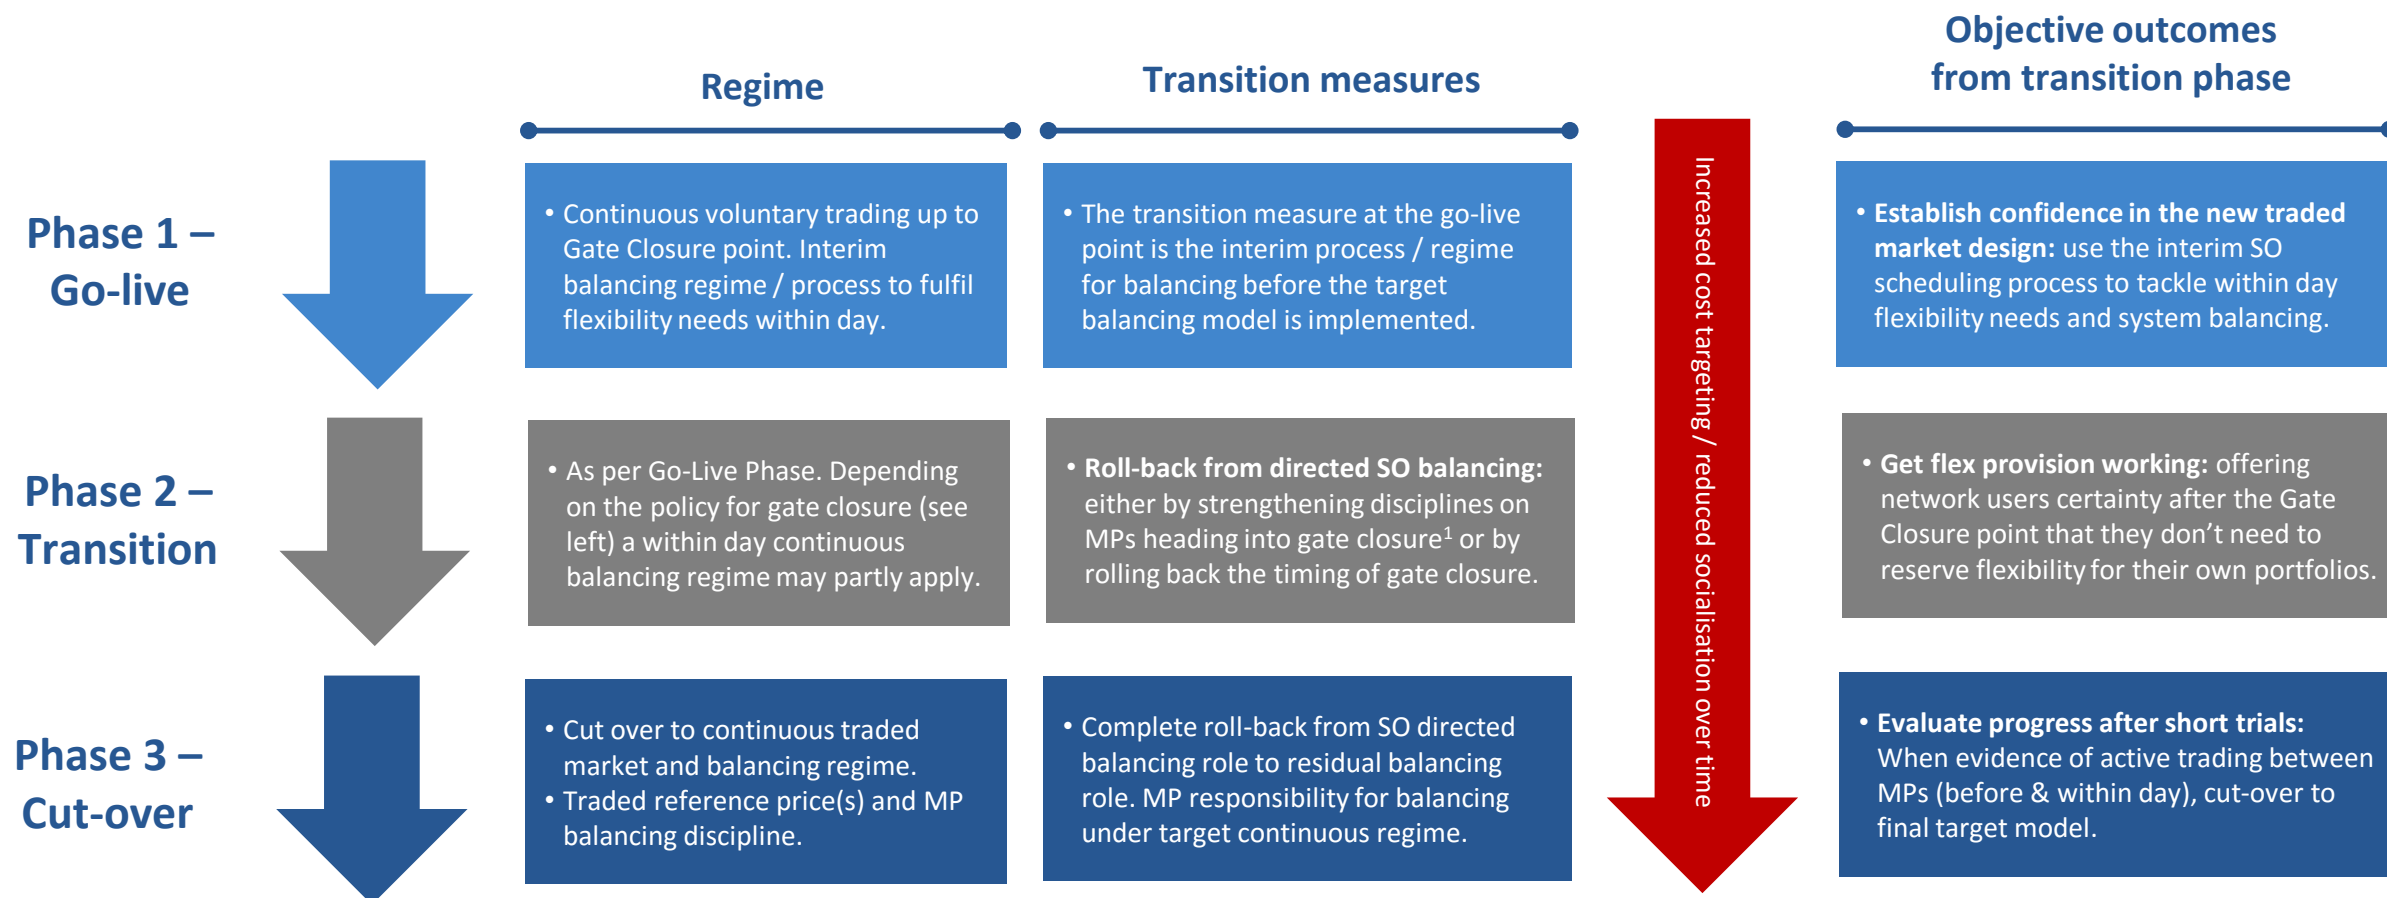 Regime
Transition measures
Objective outcomes
from transition phase
Phase 1 –
Go-live
• Continuous voluntary trading up to
Gate Closure point. Interim
balancing regime / process to fulfil
flexibility needs within day.
• The transition measure at the go-live
point is the interim process / regime
for balancing before the target
balancing model is implemented.
• Establish confidence in the new traded
market design: use the interim SO
scheduling process to tackle within day
flexibility needs and system balancing.
Phase 2 –
Transition
• As per Go-Live Phase. Depending
on the policy for gate closure (see
left) a within day continuous
balancing regime may partly apply.
• Roll-back from directed SO balancing:
either by strengthening disciplines on
MPs heading into gate closure¹ or by
rolling back the timing of gate closure.
• Get flex provision working: offering
network users certainty after the Gate
Closure point that they don’t need to
reserve flexibility for their own portfolios.
Phase 3 –
Cut-over
• Cut over to continuous traded
market and balancing regime.
• Traded reference price(s) and MP
balancing discipline.
• Complete roll-back from SO directed
balancing role to residual balancing
role. MP responsibility for balancing
under target continuous regime.
• Evaluate progress after short trials:
When evidence of active trading between
MPs (before & within day), cut-over to
final target model.
Increased cost targeting / reduced socialisation over time